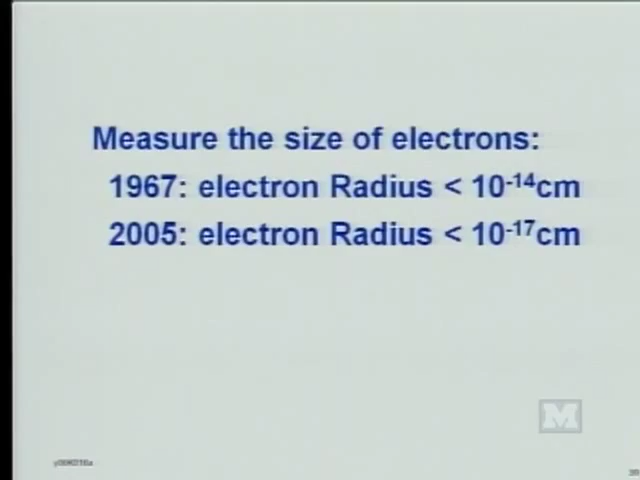 Measure the size of electrons:
1967: electron Radius < 10⁻¹⁴cm
2005: electron Radius < 10⁻¹⁷cm
M